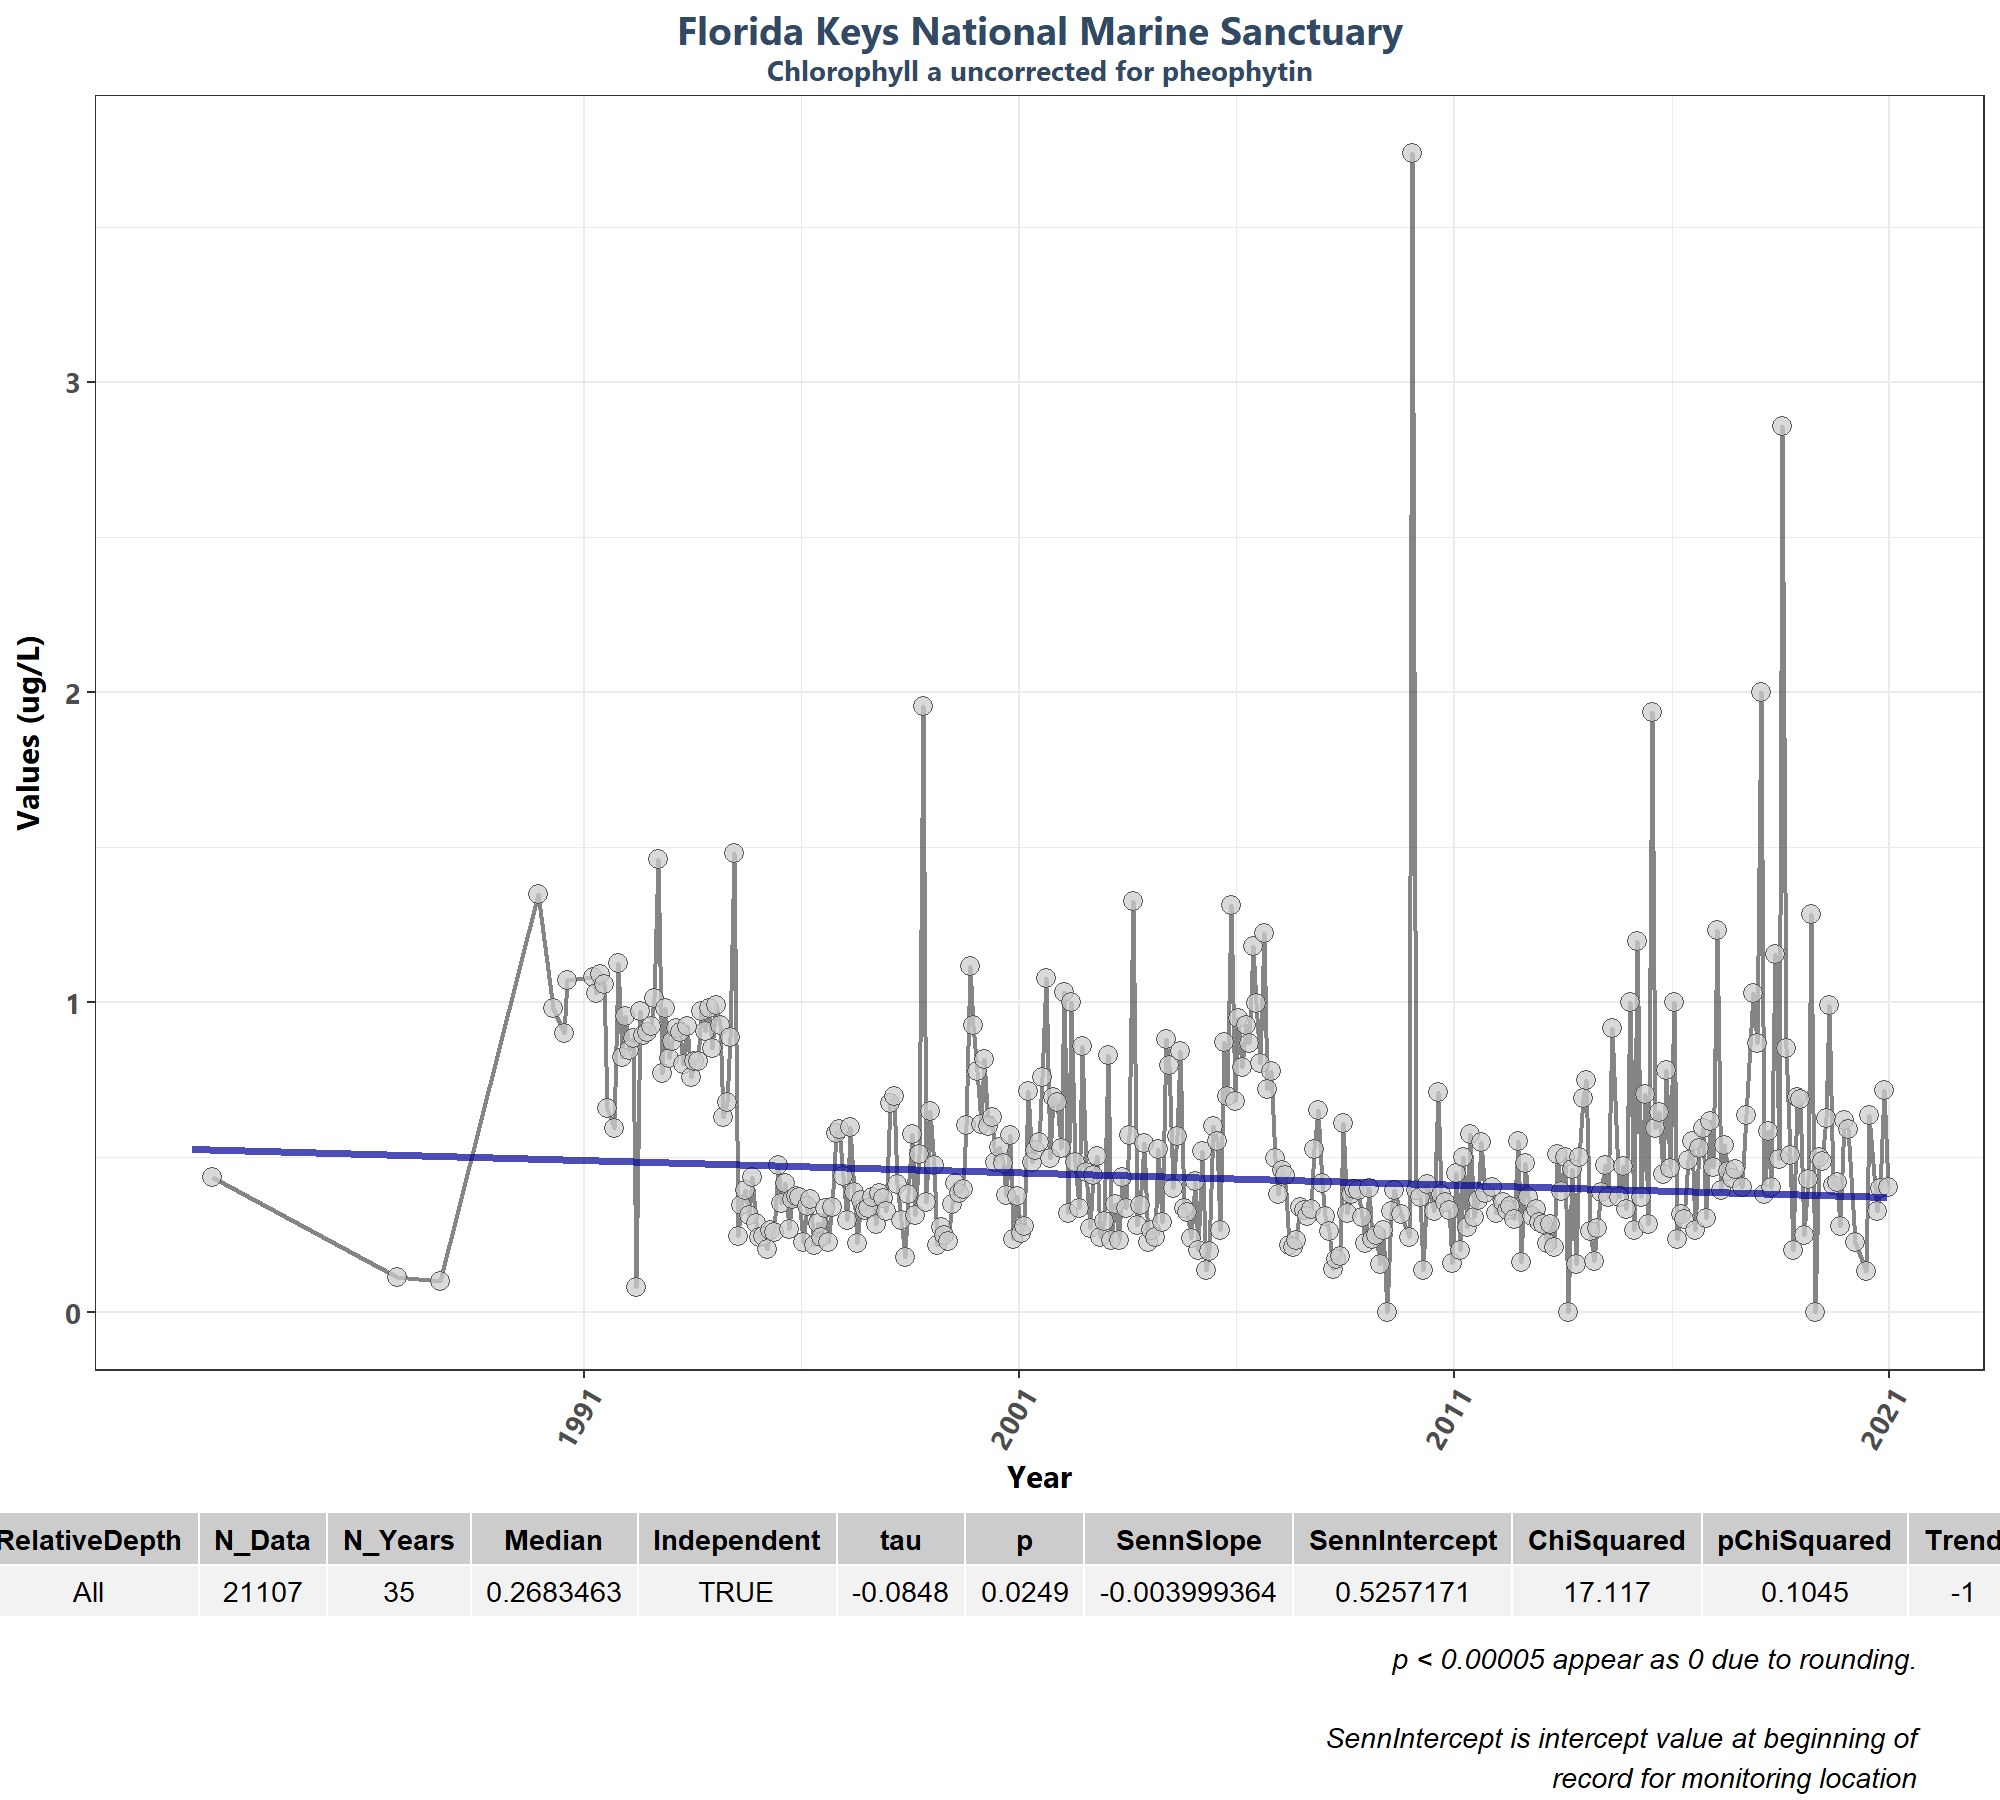 Florida Keys National Marine Sanctuary
Chlorophyll a uncorrected for pheophytin
Values (ug/L)
3
2
1
0
1991
2001
2011
2021
Year
RelativeDepth N_Data N_Years Median Independent tau p SennSlope SennIntercept ChiSquared pChiSquared Trend
All 21107 35 0.2683463 TRUE -0.0848 0.0249 -0.003999364 0.5257171 17.117 0.1045 -1
p < 0.00005 appear as 0 due to rounding.
SennIntercept is intercept value at beginning of
record for monitoring location